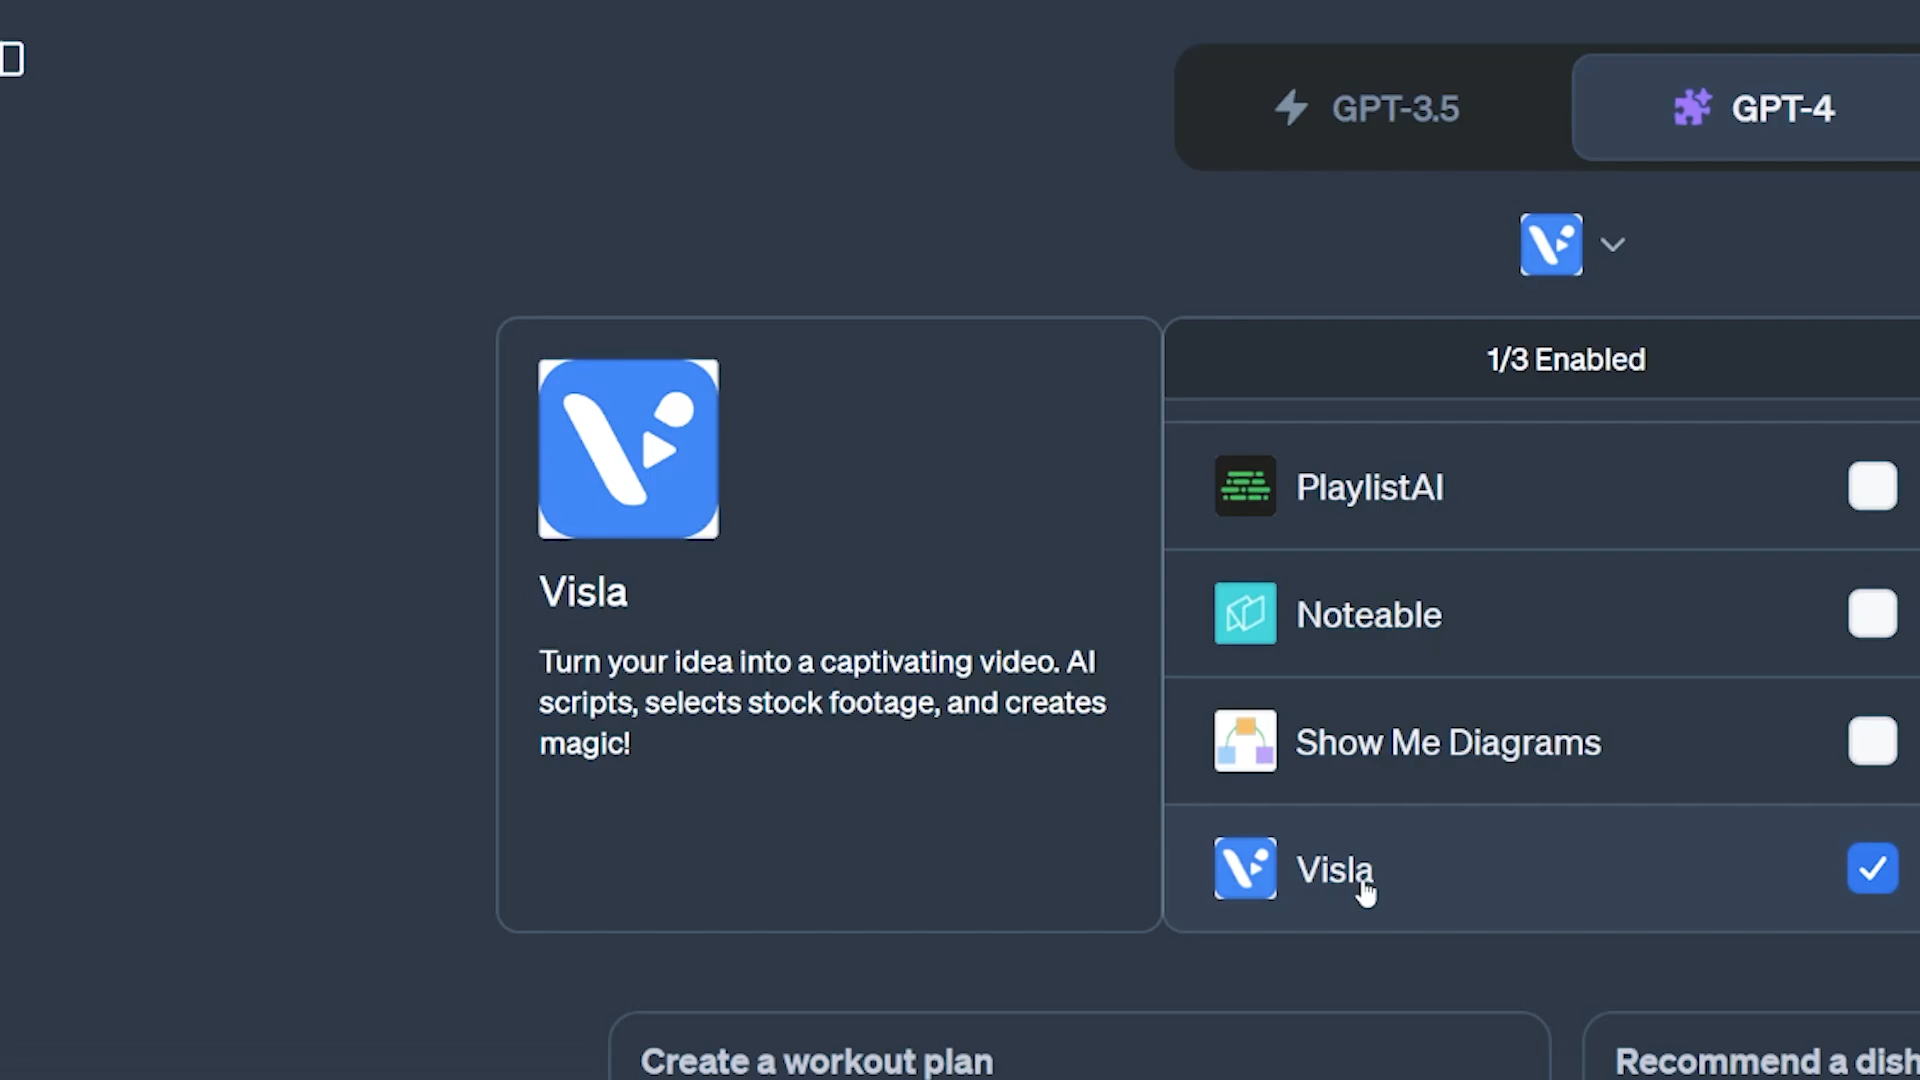 GPT-3.5
GPT-4
1/3 Enabled
Visla
Turn your idea into a captivating video. AI
scripts, selects stock footage, and creates
magic!
PlaylistAI
Noteable
Show Me Diagrams
Visla
Create a workout plan
Recommend a dish